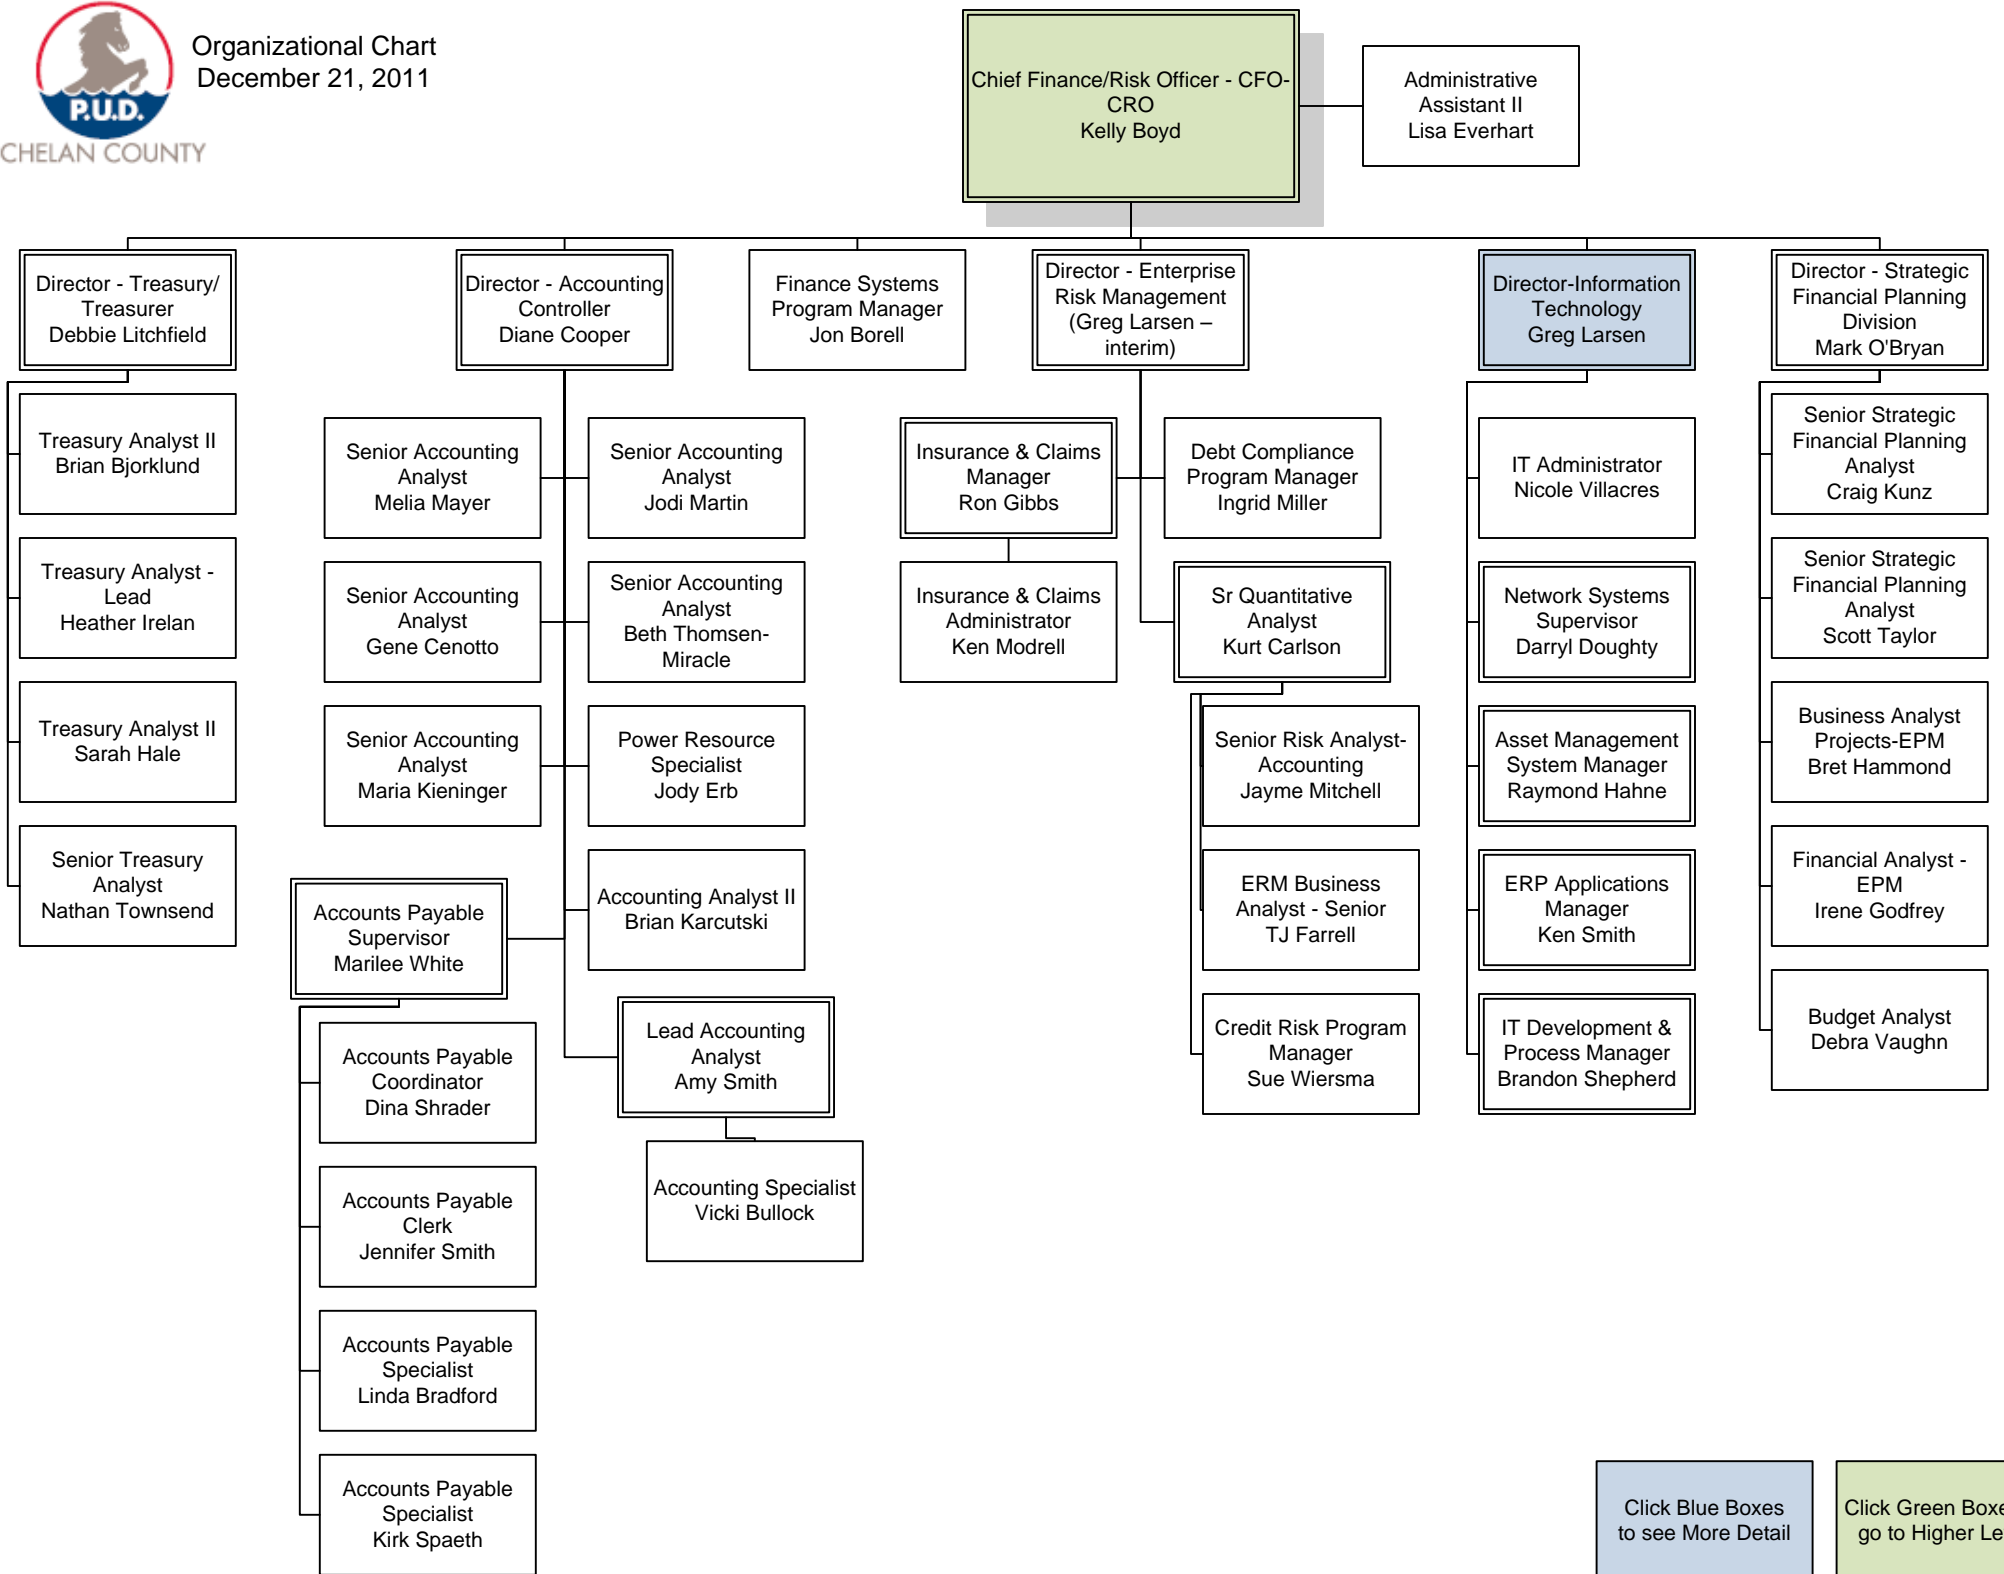 P.U.D.
CHELAN COUNTY
Organizational Chart
December 21, 2011
Chief Finance/Risk Officer - CFO-
CRO
Kelly Boyd
Administrative
Assistant II
Lisa Everhart
Director - Treasury/
Treasurer
Debbie Litchfield
Director - Accounting
Controller
Diane Cooper
Finance Systems
Program Manager
Jon Borell
Director - Enterprise
Risk Management
(Greg Larsen –
interim)
Director-Information
Technology
Greg Larsen
Director - Strategic
Financial Planning
Division
Mark O'Bryan
Treasury Analyst II
Brian Bjorklund
Treasury Analyst -
Lead
Heather Irelan
Treasury Analyst II
Sarah Hale
Senior Treasury
Analyst
Nathan Townsend
Senior Accounting
Analyst
Melia Mayer
Senior Accounting
Analyst
Jodi Martin
Senior Accounting
Analyst
Gene Cenotto
Senior Accounting
Analyst
Beth Thomsen-
Miracle
Senior Accounting
Analyst
Maria Kieninger
Power Resource
Specialist
Jody Erb
Accounts Payable
Supervisor
Marilee White
Accounting Analyst II
Brian Karcutski
Accounts Payable
Coordinator
Dina Shrader
Accounts Payable
Clerk
Jennifer Smith
Accounts Payable
Specialist
Linda Bradford
Accounts Payable
Specialist
Kirk Spaeth
Lead Accounting
Analyst
Amy Smith
Accounting Specialist
Vicki Bullock
Insurance & Claims
Manager
Ron Gibbs
Insurance & Claims
Administrator
Ken Modrell
Debt Compliance
Program Manager
Ingrid Miller
Sr Quantitative
Analyst
Kurt Carlson
Senior Risk Analyst-
Accounting
Jayme Mitchell
ERM Business
Analyst - Senior
TJ Farrell
Credit Risk Program
Manager
Sue Wiersma
IT Administrator
Nicole Villacres
Network Systems
Supervisor
Darryl Doughty
Asset Management
System Manager
Raymond Hahne
ERP Applications
Manager
Ken Smith
IT Development &
Process Manager
Brandon Shepherd
Senior Strategic
Financial Planning
Analyst
Craig Kunz
Senior Strategic
Financial Planning
Analyst
Scott Taylor
Business Analyst
Projects-EPM
Bret Hammond
Financial Analyst -
EPM
Irene Godfrey
Budget Analyst
Debra Vaughn
Click Blue Boxes
to see More Detail
Click Green Boxe
go to Higher Le